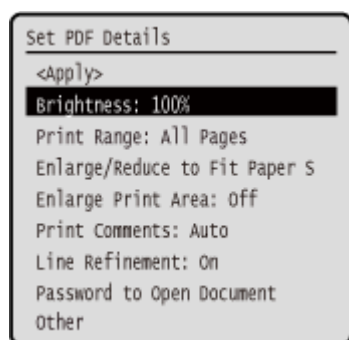 Set PDF Details
<Apply>
Brightness: 100%
Print Range: All Pages
Enlarge/Reduce to Fit Paper S
Enlarge Print Area: Off
Print Comments: Auto
Line Refinement: On
Password to Open Document
Other